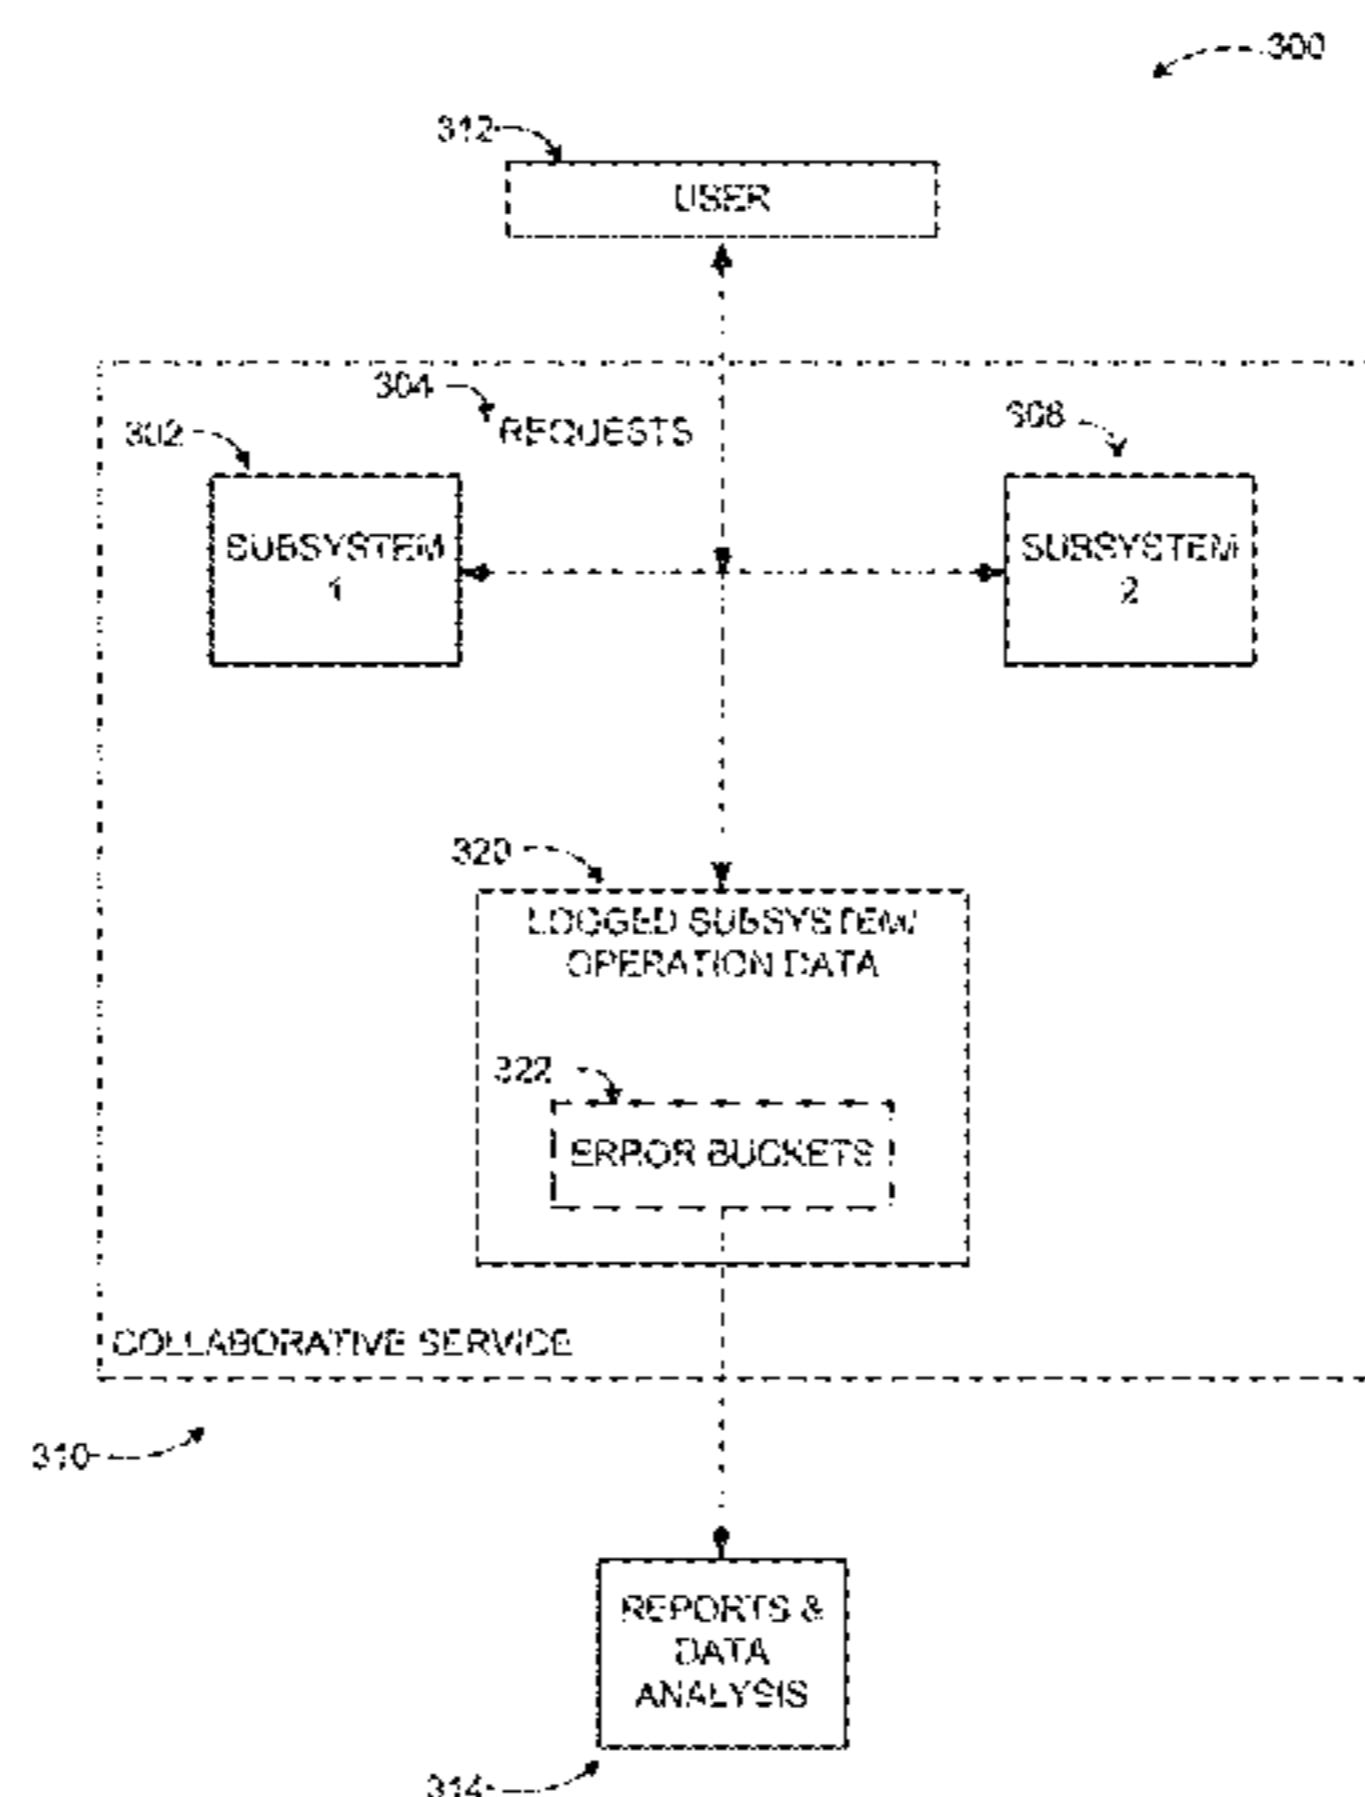 300
312
USER
304
REQUESTS
302
308
SUBSYSTEM
1
SUBSYSTEM
2
320
LOGGED SUBSYSTEM/
OPERATION DATA
322
ERROR BUCKETS
COLLABORATIVE SERVICE
310
REPORTS &
DATA
ANALYSIS
314